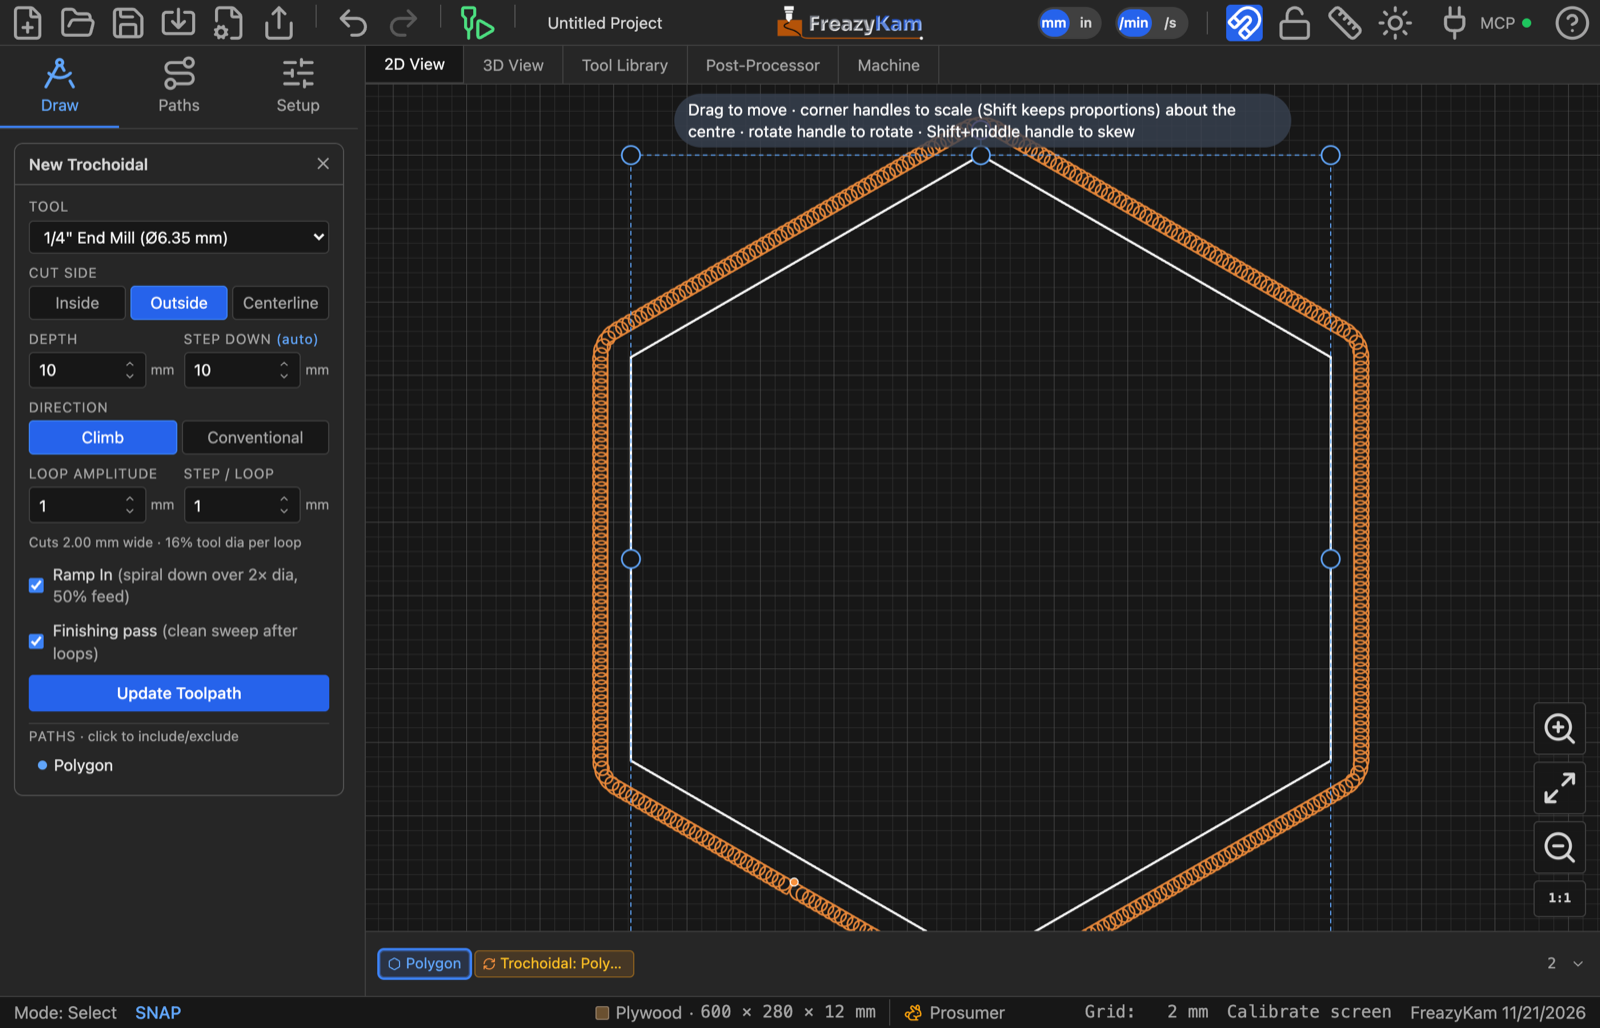 Untitled Project
FreazyKam
mm in
/min /s
MCP
Draw
Paths
Setup
2D View
3D View
Tool Library
Post-Processor
Machine
New Trochoidal
TOOL
1/4" End Mill (Ø6.35 mm)
CUT SIDE
Inside
Outside
Centerline
DEPTH
STEP DOWN (auto)
10 mm
10 mm
DIRECTION
Climb
Conventional
LOOP AMPLITUDE
STEP / LOOP
1 mm
1 mm
Cuts 2.00 mm wide · 16% tool dia per loop
Ramp In (spiral down over 2× dia,
50% feed)
Finishing pass (clean sweep after
loops)
Update Toolpath
PATHS · click to include/exclude
Polygon
Drag to move · corner handles to scale (Shift keeps proportions) about the
centre · rotate handle to rotate · Shift+middle handle to skew
1:1
Polygon
Trochoidal: Poly...
2
Mode: Select
SNAP
Plywood · 600 × 280 × 12 mm
Prosumer
Grid: 2 mm
Calibrate screen
FreazyKam 11/21/2026